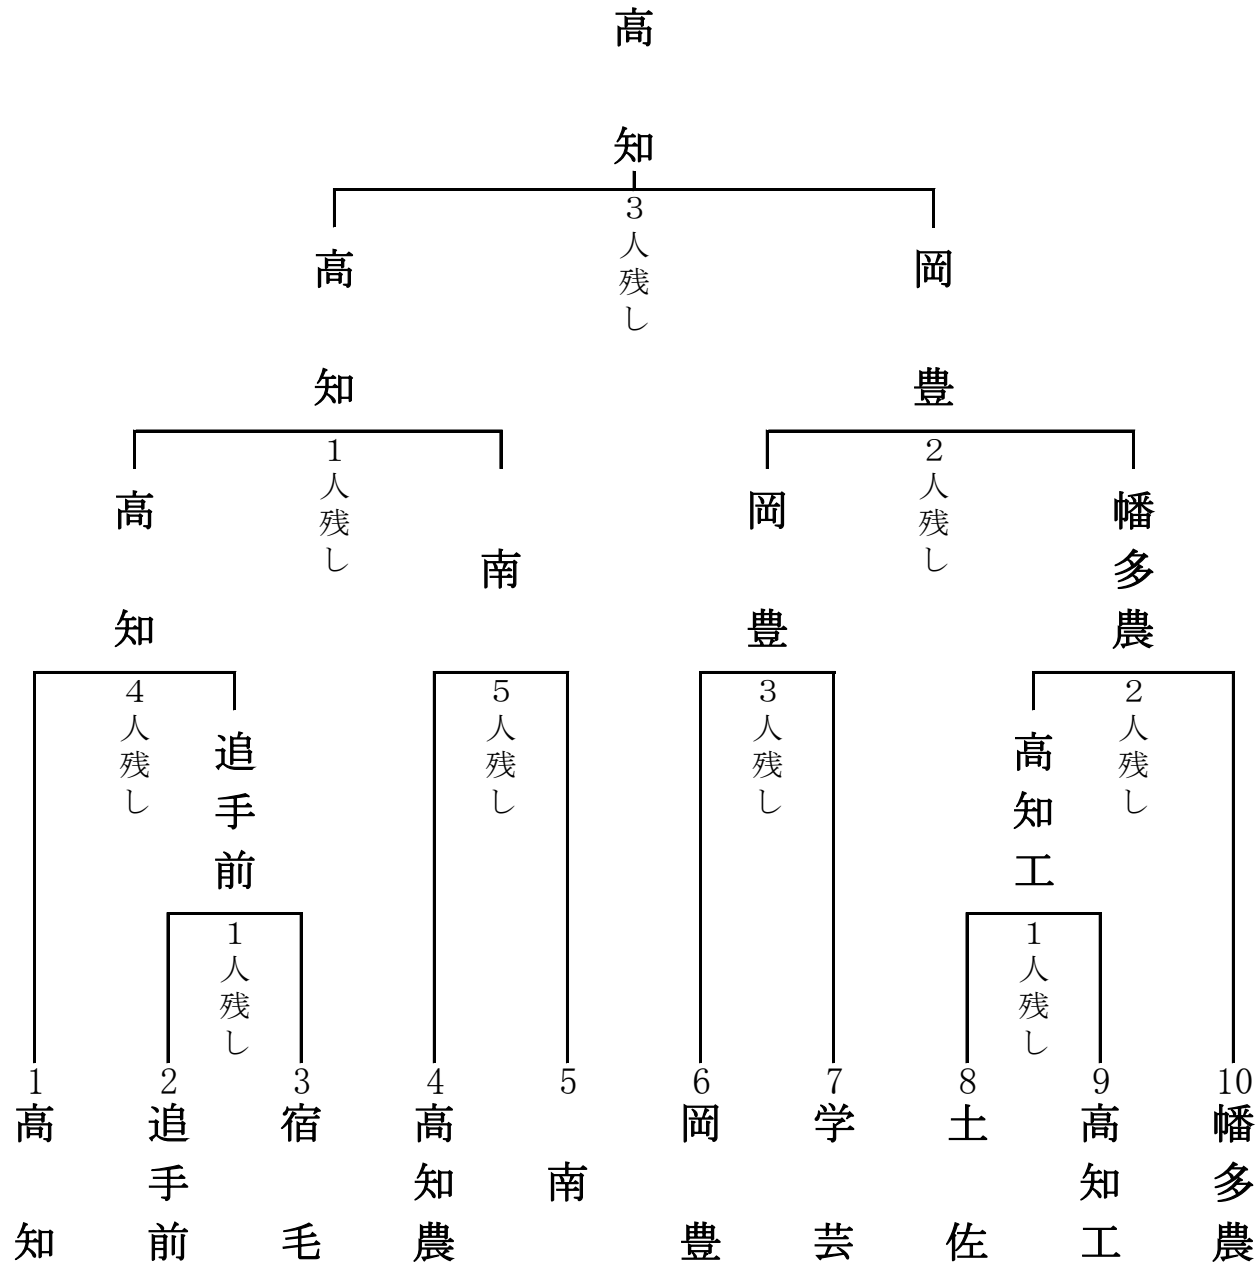 高知
3人残し
高知
岡豊
1人残し
2人残し
高知
南
岡豊
幡多農
4人残し
5人残し
3人残し
2人残し
追手前
高知工
1人残し
1人残し
1 高知
2 追手前
3 宿毛
4 高知農
5 南
6 岡豊
7 学芸
8 土佐
9 高知工
10 幡多農